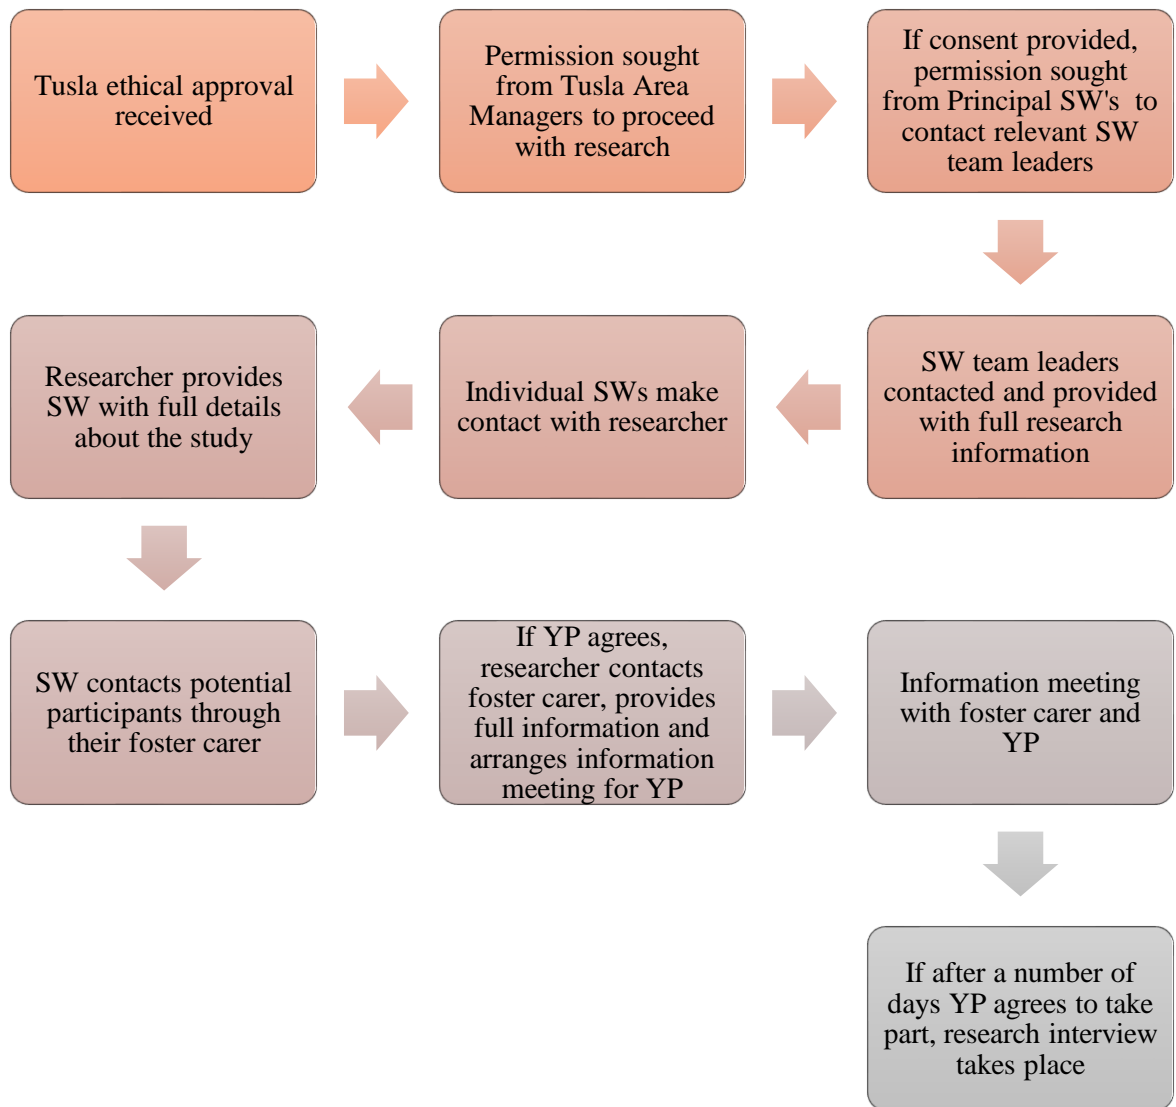 Tusla ethical approval
received
Permission sought
from Tusla Area
Managers to proceed
with research
If consent provided,
permission sought
from Principal SW's to
contact relevant SW
team leaders
SW team leaders
contacted and provided
with full research
information
Individual SWs make
contact with researcher
Researcher provides
SW with full details
about the study
SW contacts potential
participants through
their foster carer
If YP agrees,
researcher contacts
foster carer, provides
full information and
arranges information
meeting for YP
Information meeting
with foster carer and
YP
If after a number of
days YP agrees to take
part, research interview
takes place